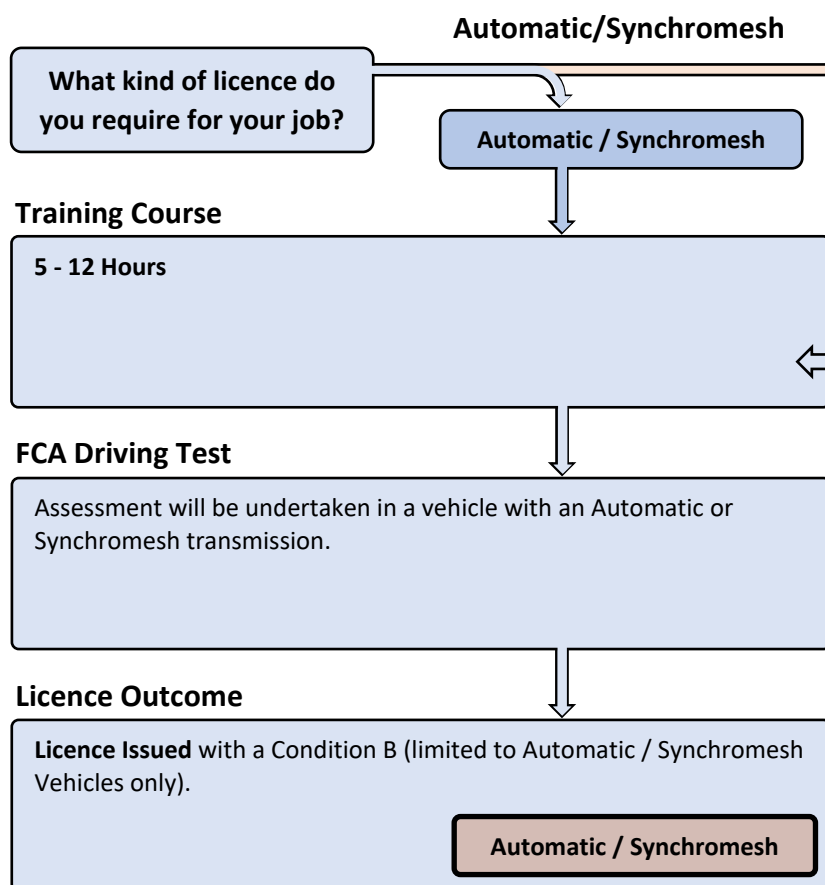 Automatic/Synchromesh
What kind of licence do
you require for your job?
Automatic / Synchromesh
Training Course
5 - 12 Hours
FCA Driving Test
Assessment will be undertaken in a vehicle with an Automatic or
Synchromesh transmission.
Licence Outcome
Licence Issued with a Condition B (limited to Automatic / Synchromesh
Vehicles only).
Automatic / Synchromesh